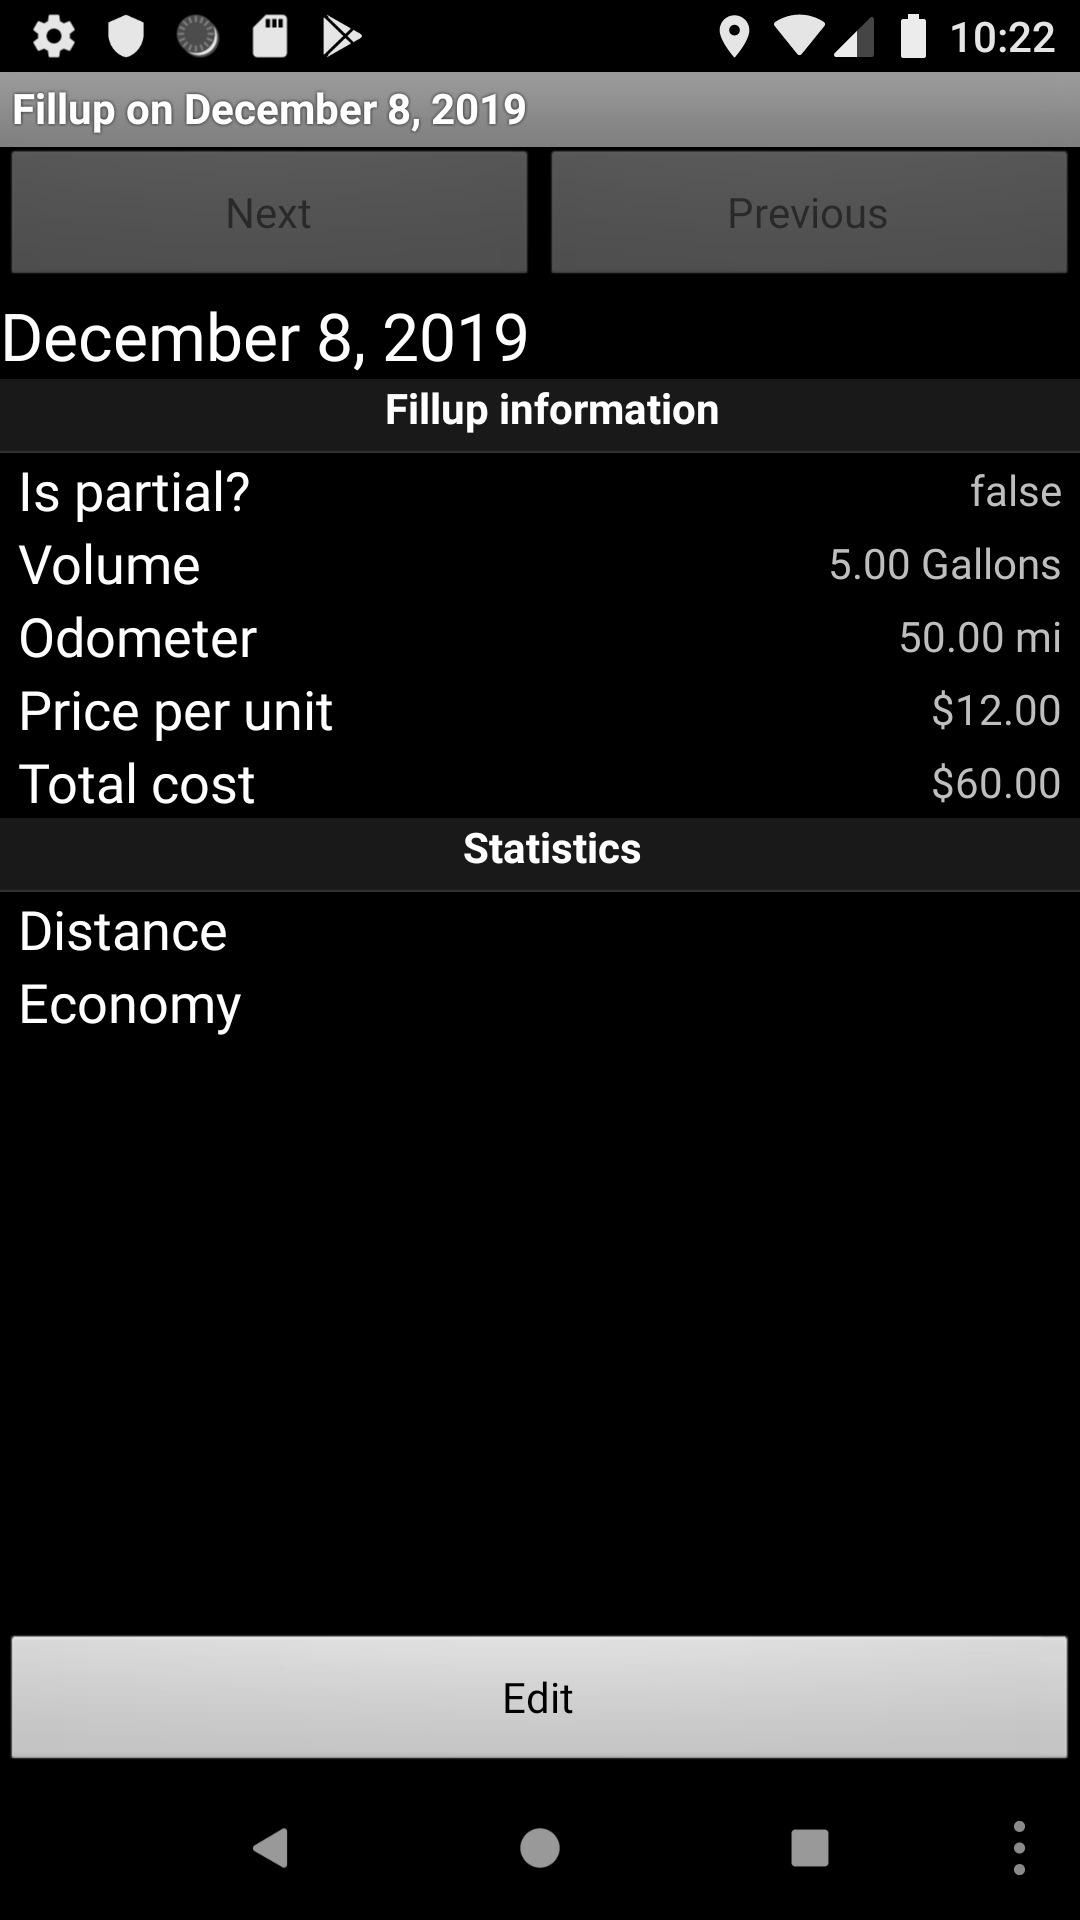 10:22
Fillup on December 8, 2019
Next Previous
December 8, 2019
Fillup information
Is partial? false
Volume 5.00 Gallons
Odometer 50.00 mi
Price per unit $12.00
Total cost $60.00
Statistics
Distance
Economy
Edit